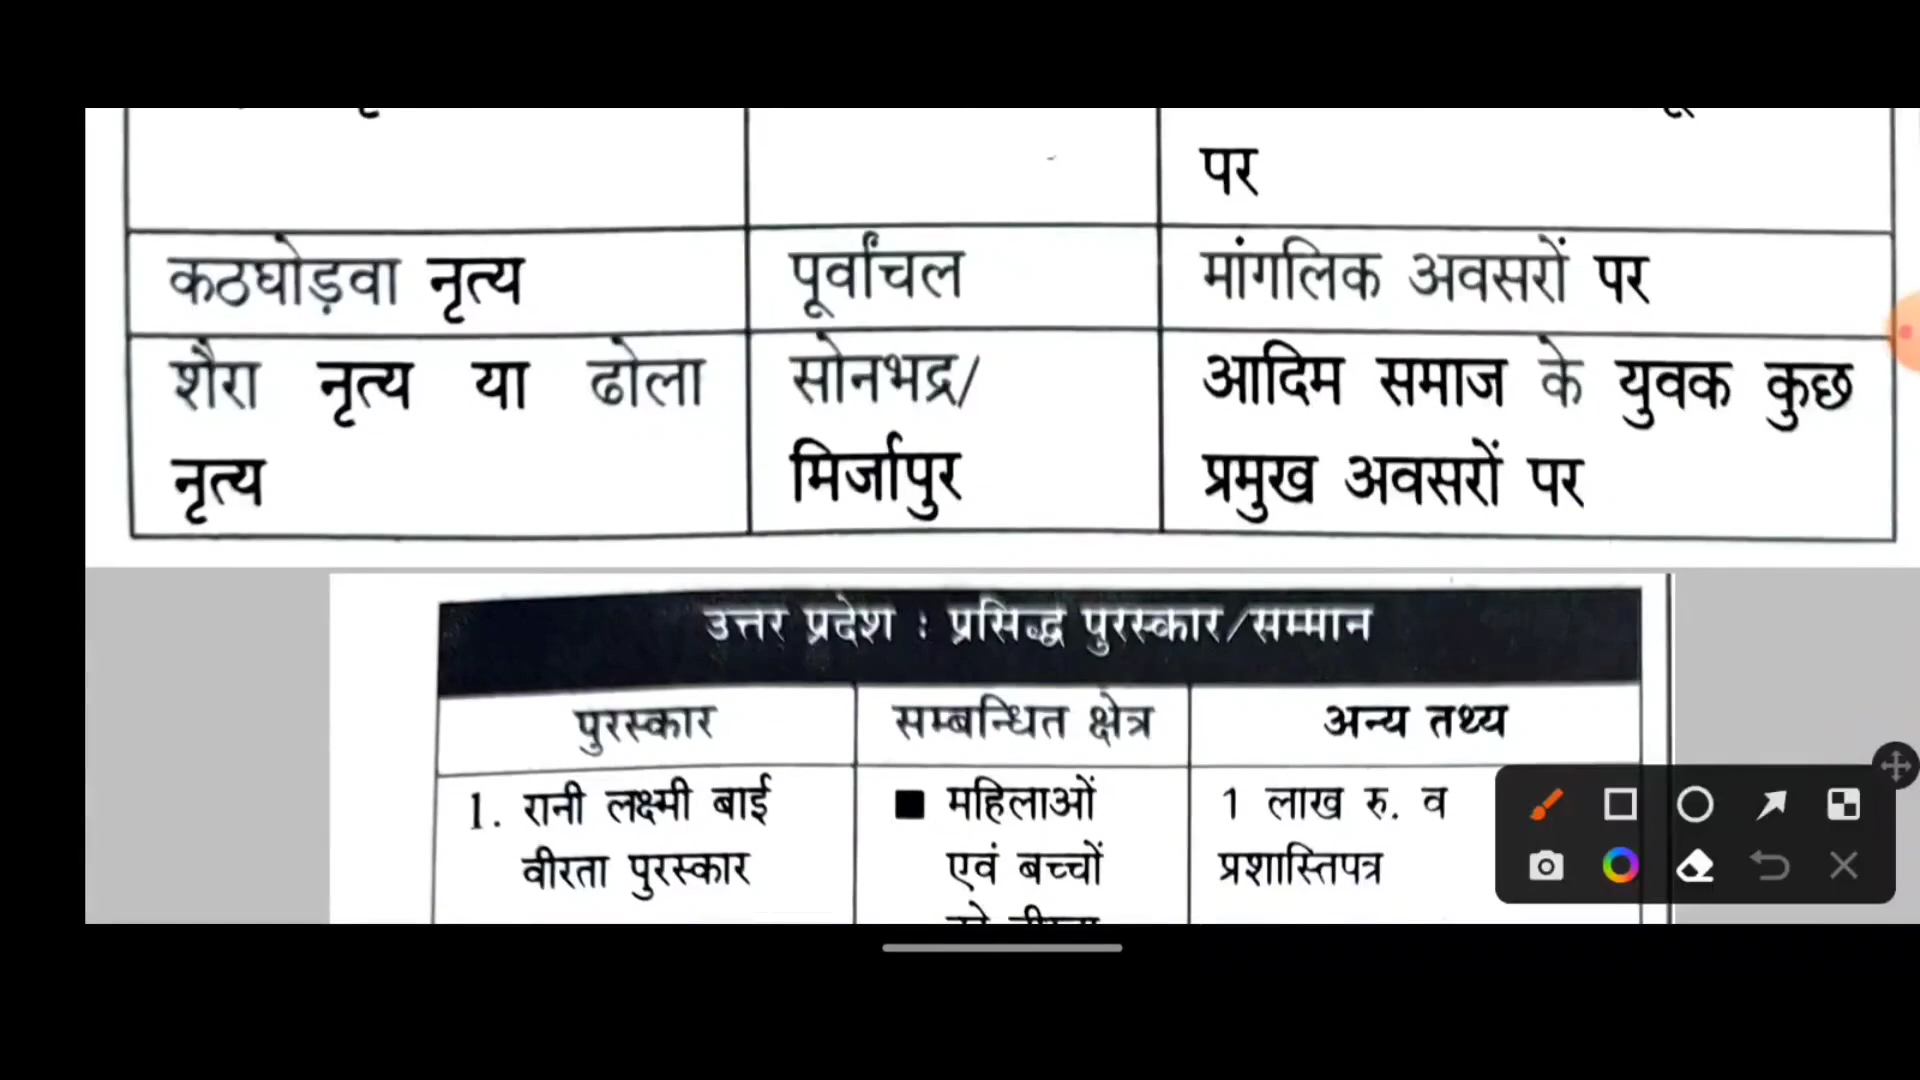 पर
कठघोड़वा नृत्य पूर्वांचल मांगलिक अवसरों पर
शैरा नृत्य या ढोला सोनभद्र/ आदिम समाज के युवक कुछ
नृत्य मिर्जापुर प्रमुख अवसरों पर
उत्तर प्रदेश : प्रसिद्ध पुरस्कार/सम्मान
पुरस्कार सम्बन्धित क्षेत्र अन्य तथ्य
1. रानी लक्ष्मी बाई ■ महिलाओं 1 लाख रु. व
वीरता पुरस्कार एवं बच्चों प्रशास्तिपत्र